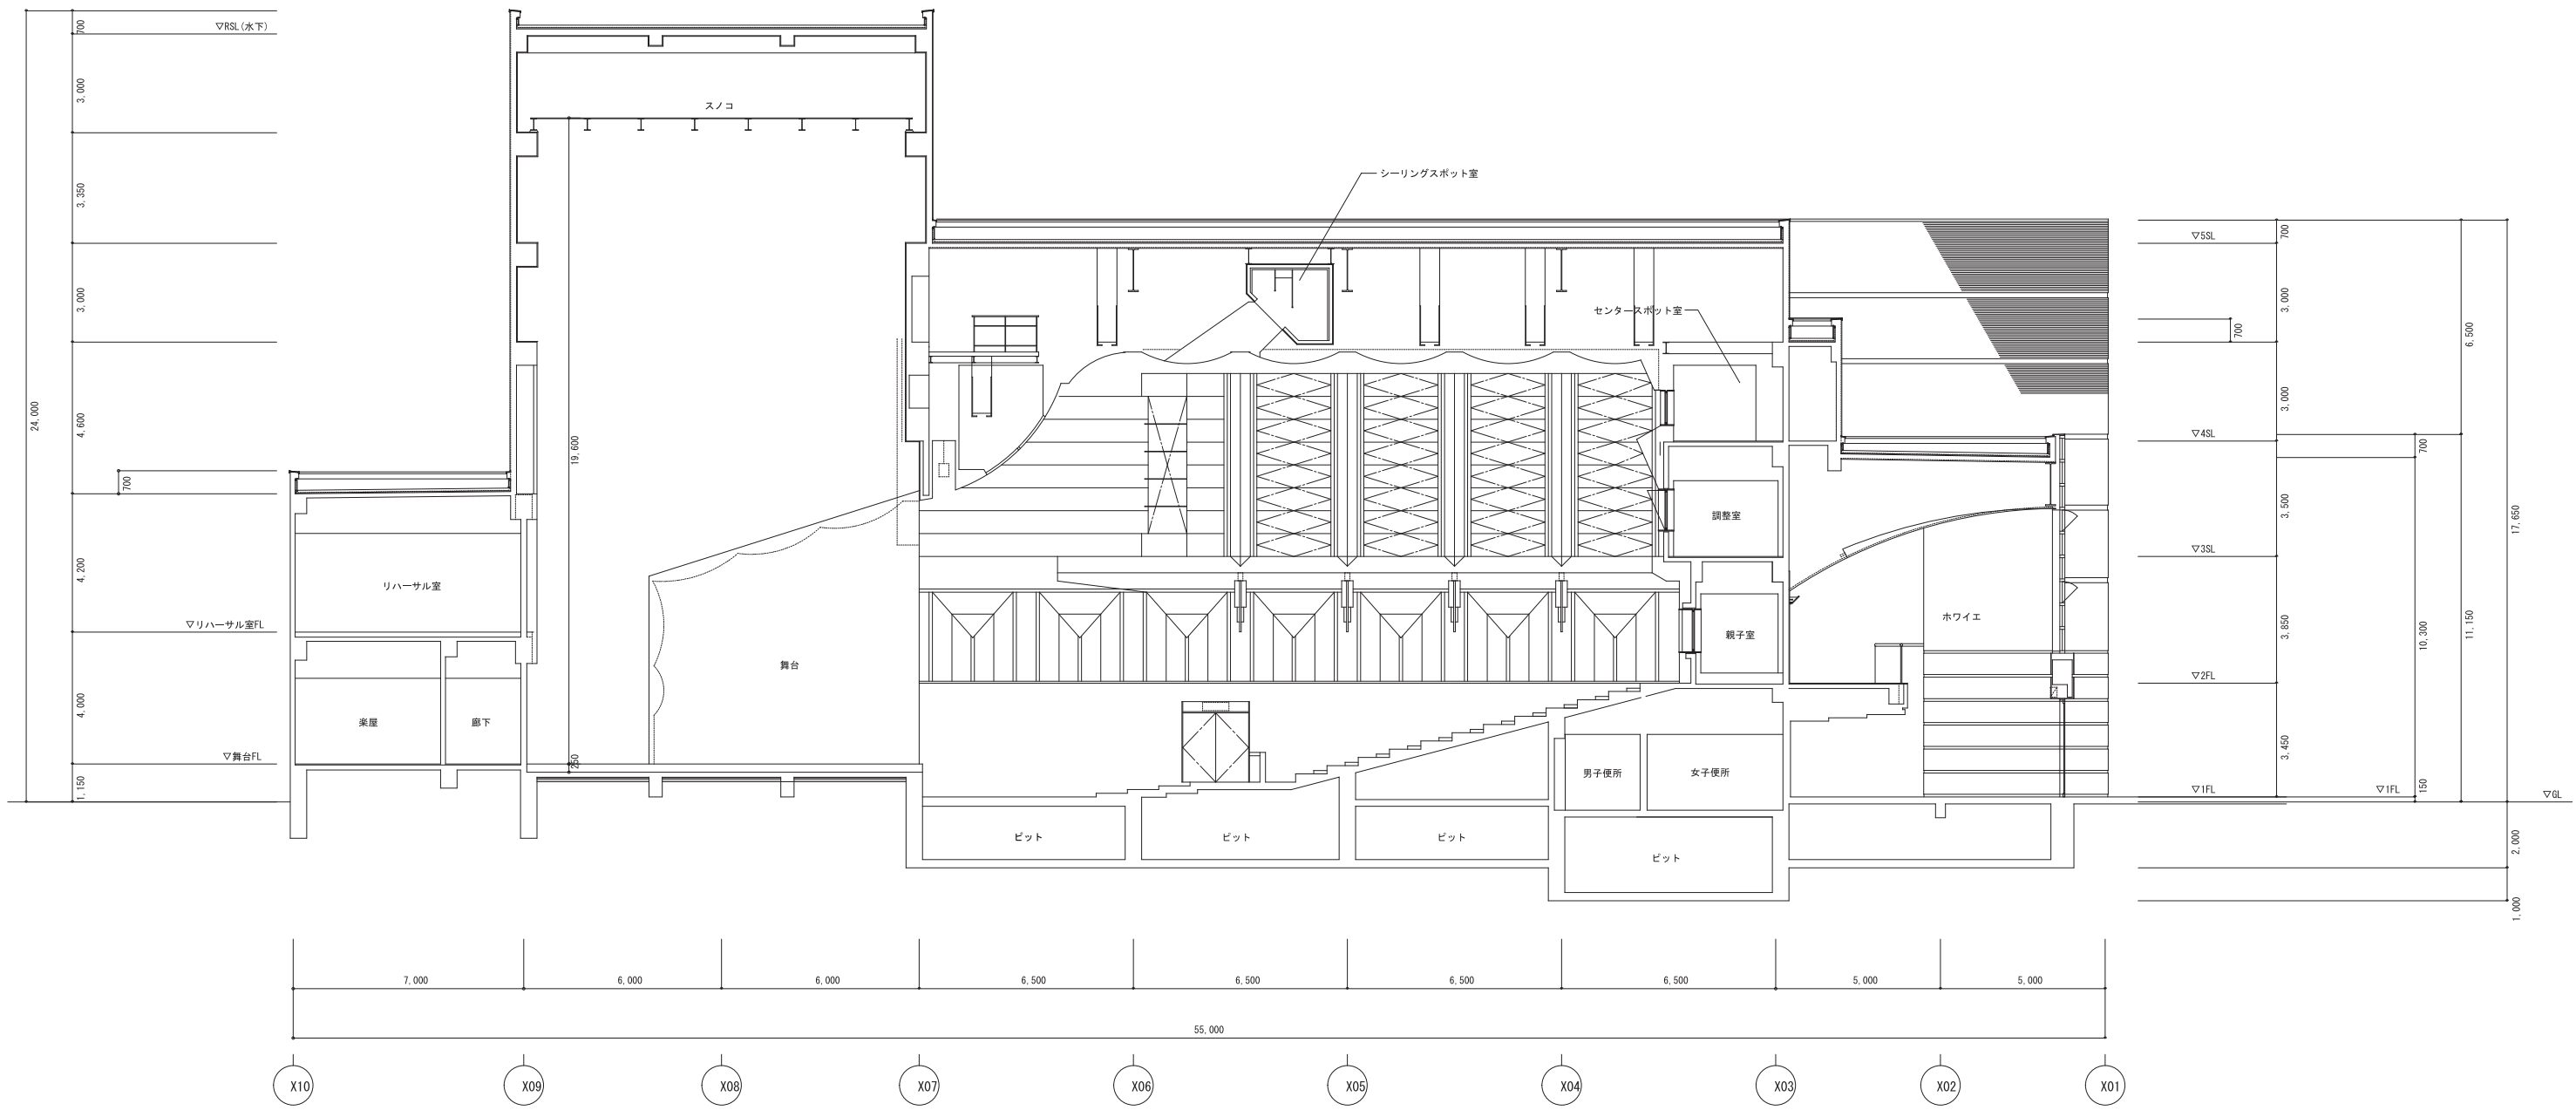 ▽RSL(水下)
700
3,000
3,350
3,000
4,600
24,000
700
4,200
▽リハーサル室FL
4,000
▽舞台FL
1,150
スノコ
19,600
250
シーリングスポット室
センタースポット室
調整室
リハーサル室
親子室
ホワイエ
舞台
楽屋
廊下
男子便所
女子便所
ピット
ピット
ピット
ピット
▽5SL
700
3,000
700
6,500
3,000
▽4SL
700
3,500
17,650
▽3SL
3,850
10,300
11,150
▽2FL
3,450
▽1FL
150
▽1FL
▽GL
2,000
1,000
7,000
6,000
6,000
6,500
6,500
6,500
6,500
5,000
5,000
55,000
X10
X09
X08
X07
X06
X05
X04
X03
X02
X01